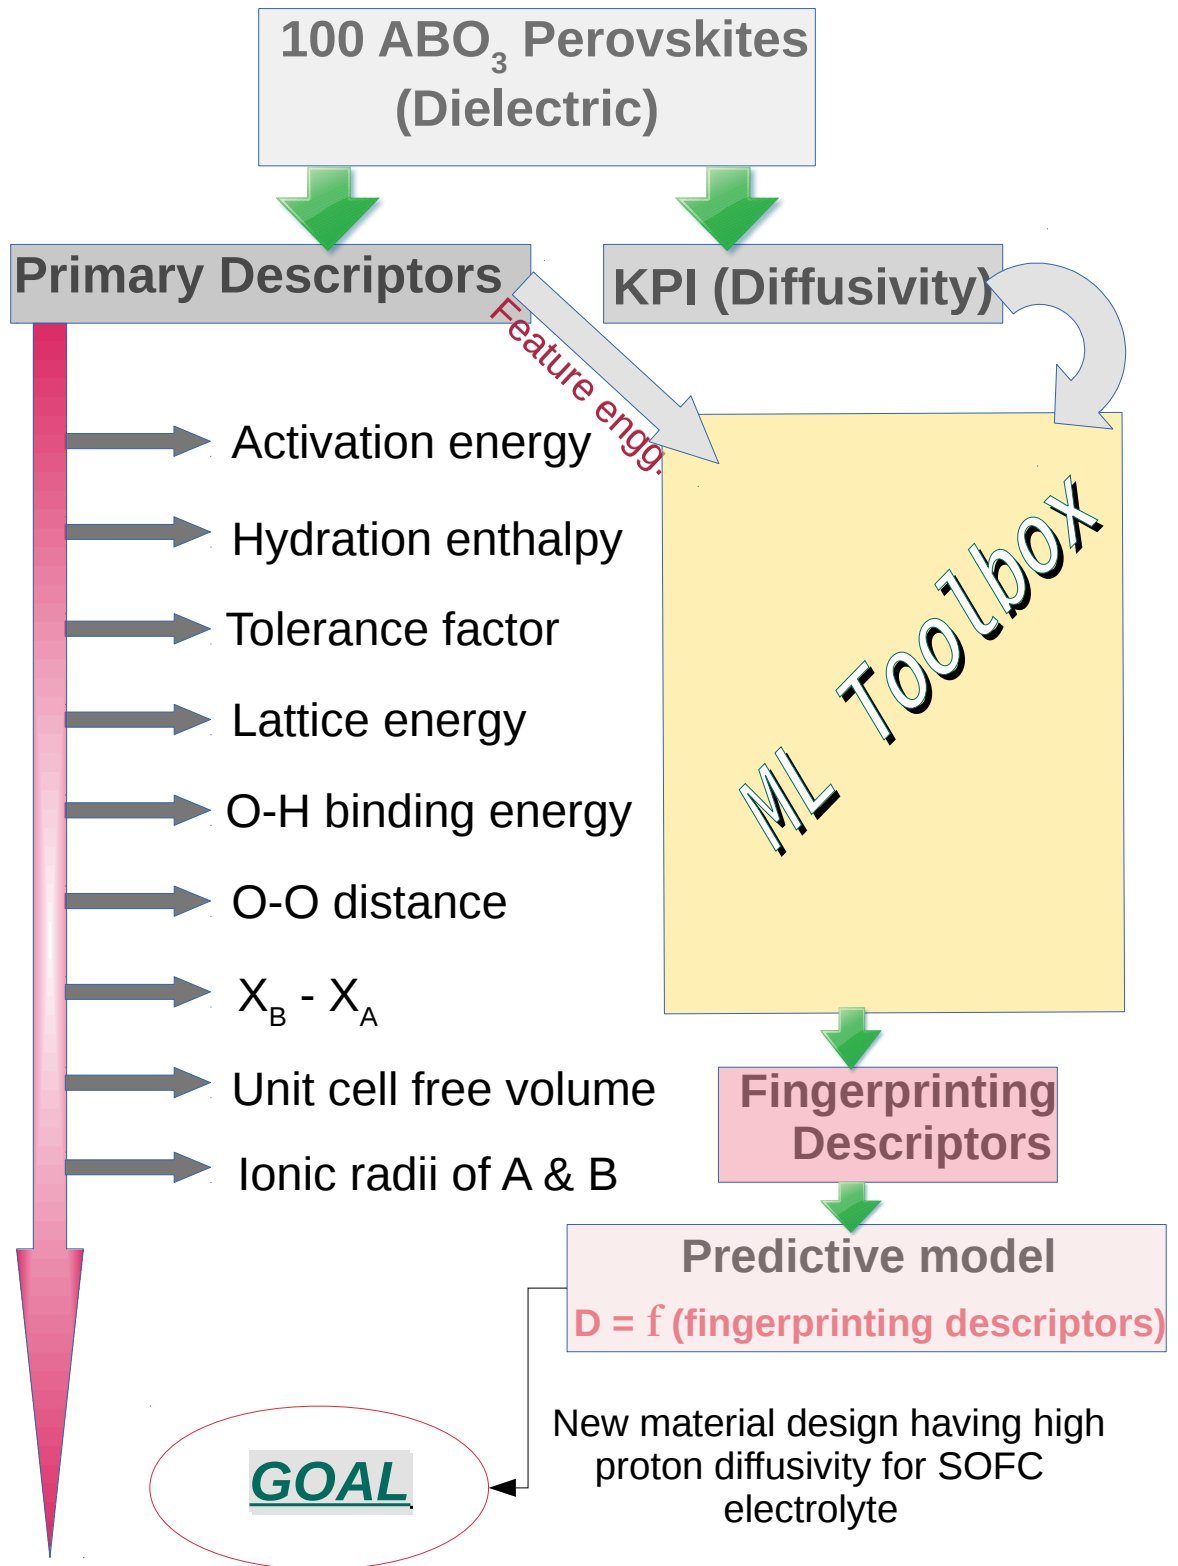 100 ABO3 Perovskites
(Dielectric)
Primary Descriptors
KPI (Diffusivity)
Feature engg.
Activation energy
Hydration enthalpy
Tolerance factor
Lattice energy
O-H binding energy
O-O distance
XB - XA
Unit cell free volume
Ionic radii of A & B
ML Toolbox
Fingerprinting
Descriptors
Predictive model
D = f (fingerprinting descriptors)
New material design having high
proton diffusivity for SOFC
electrolyte
GOAL